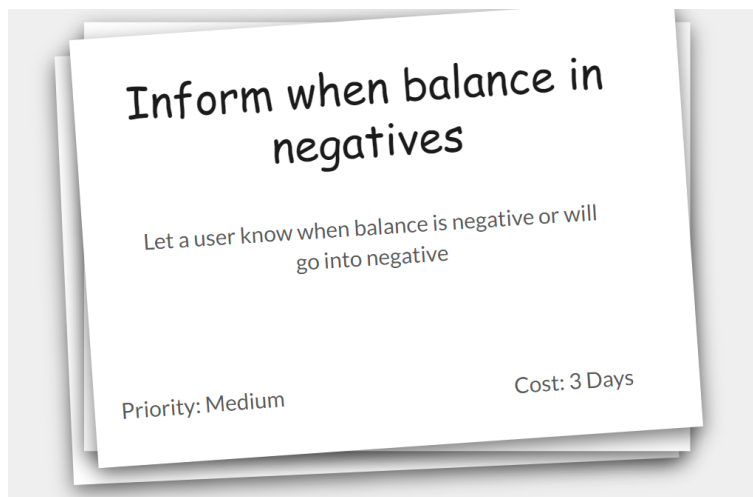 Inform when balance in
negatives
Let a user know when balance is negative or will
go into negative
Priority: Medium
Cost: 3 Days